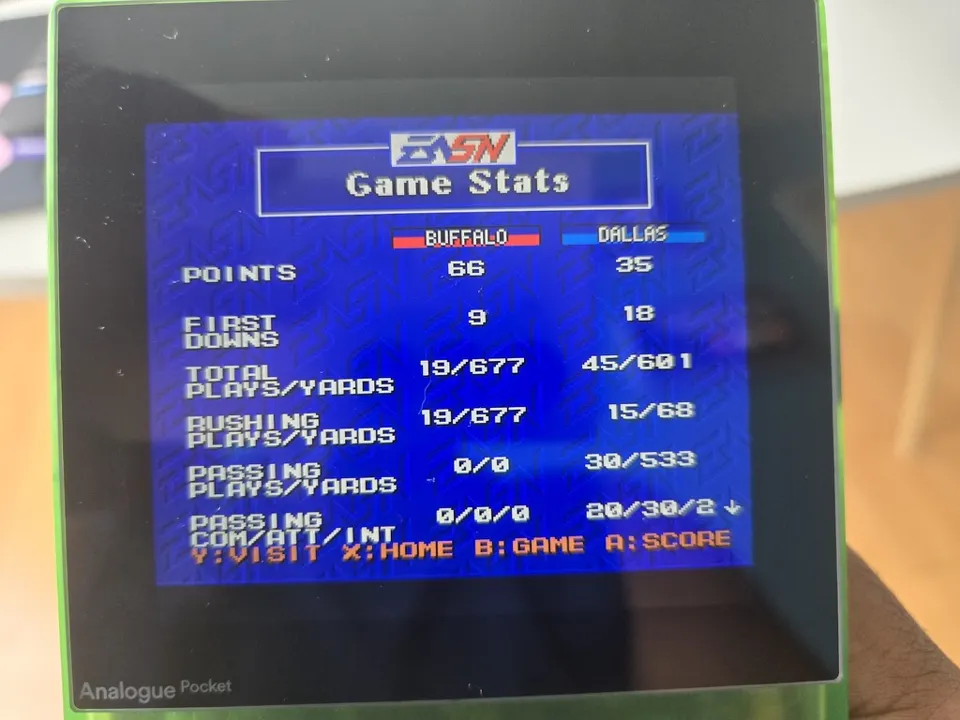 EASN
Game Stats
BUFFALO DALLAS
POINTS 66 35
FIRST DOWNS 9 18
TOTAL PLAYS/YARDS 19/677 45/601
RUSHING PLAYS/YARDS 19/677 15/68
PASSING PLAYS/YARDS 0/0 30/533
PASSING COM/ATT/INT 0/0/0 20/30/2 ↓
Y:VISIT X:HOME B:GAME A:SCORE
Analogue Pocket